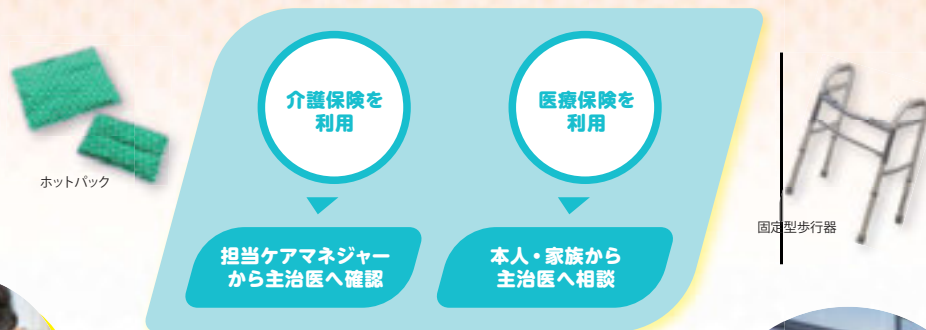 介護保険を
利用
医療保険を
利用
ホットパック
固定型歩行器
担当ケアマネジャー
から主治医へ確認
本人・家族から
主治医へ相談